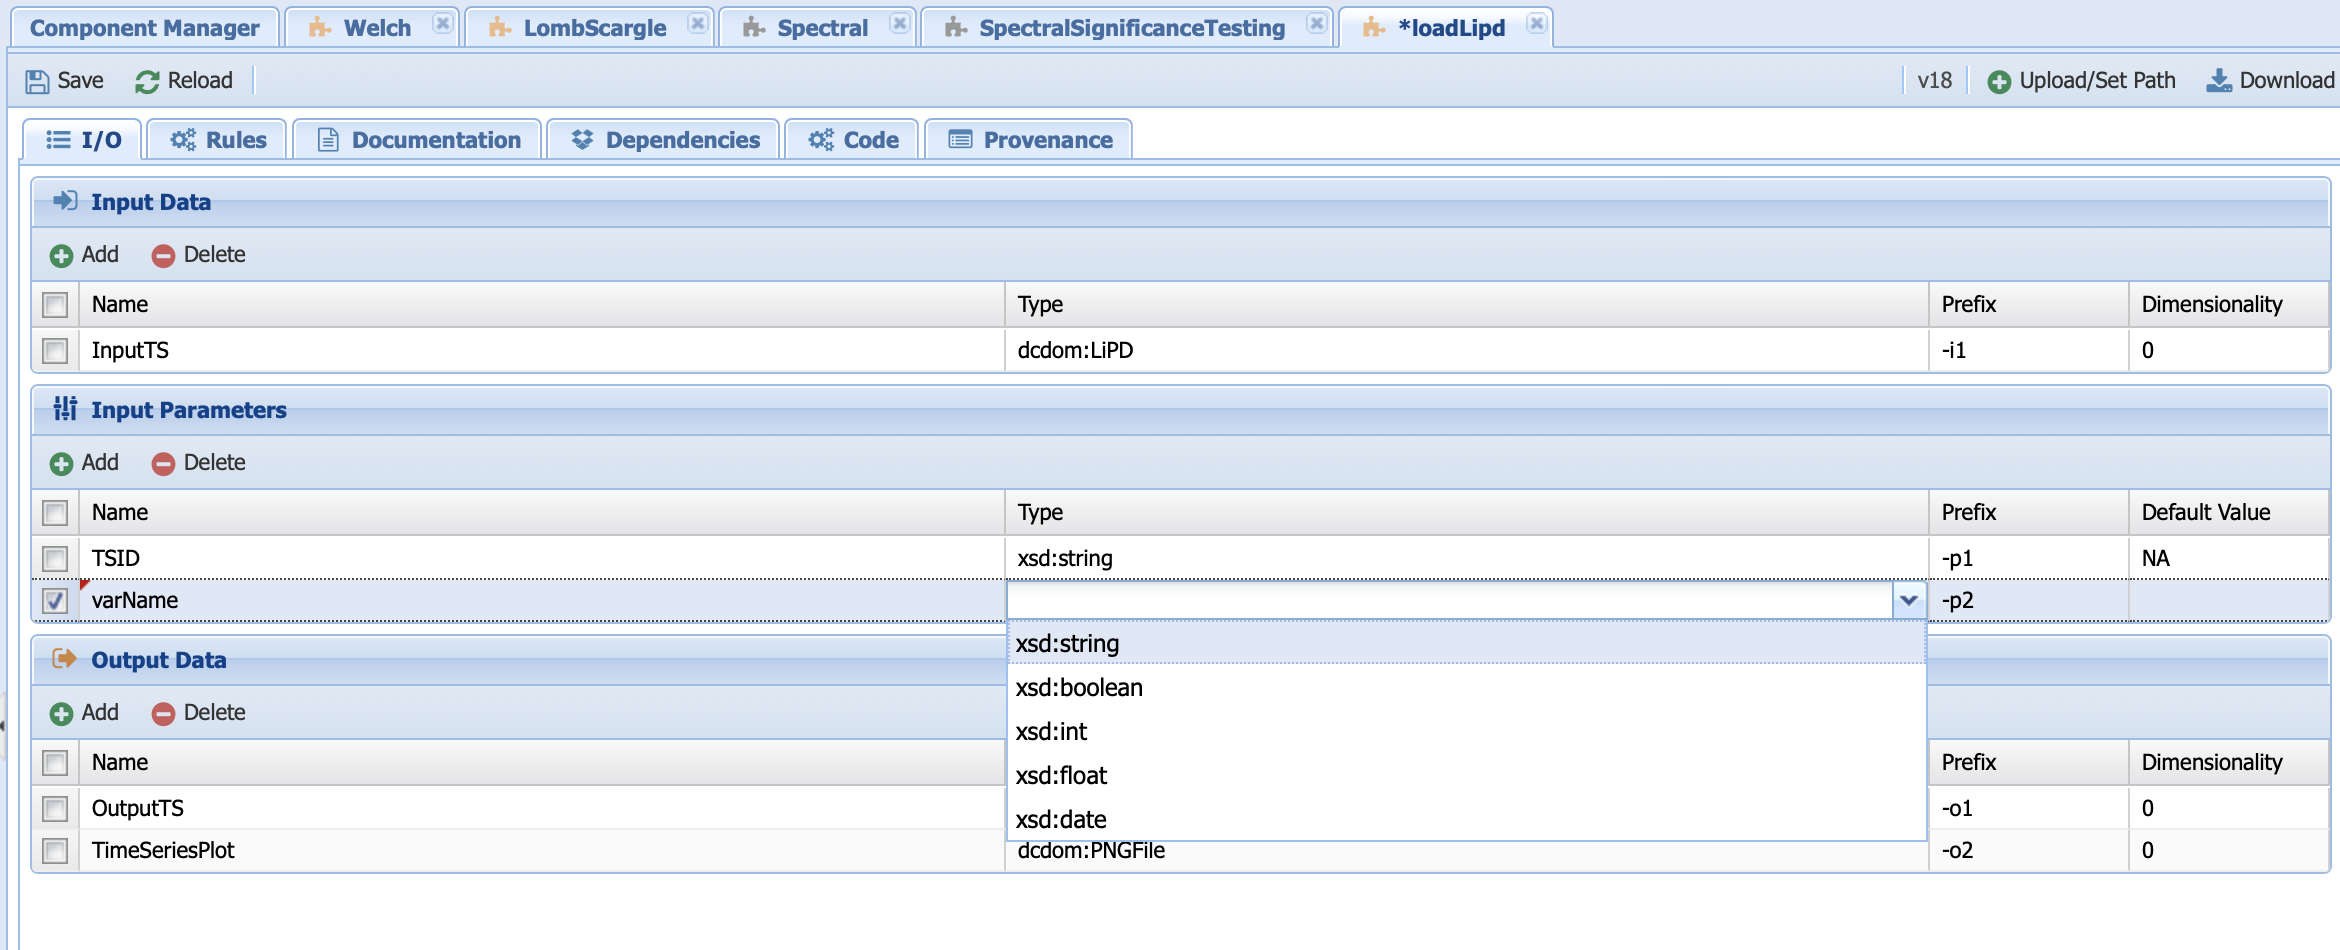 Component Manager Welch LombScargle Spectral SpectralSignificanceTesting *loadLipd
Save Reload v18 Upload/Set Path Download
I/O Rules Documentation Dependencies Code Provenance
Input Data
Add Delete
Name Type Prefix Dimensionality
InputTS dcdom:LiPD -i1 0
Input Parameters
Add Delete
Name Type Prefix Default Value
TSID xsd:string -p1 NA
varName -p2
xsd:string
xsd:boolean
xsd:int
xsd:float
xsd:date
Output Data
Add Delete
Name Prefix Dimensionality
OutputTS -o1 0
TimeSeriesPlot dcdom:PNGFile -o2 0